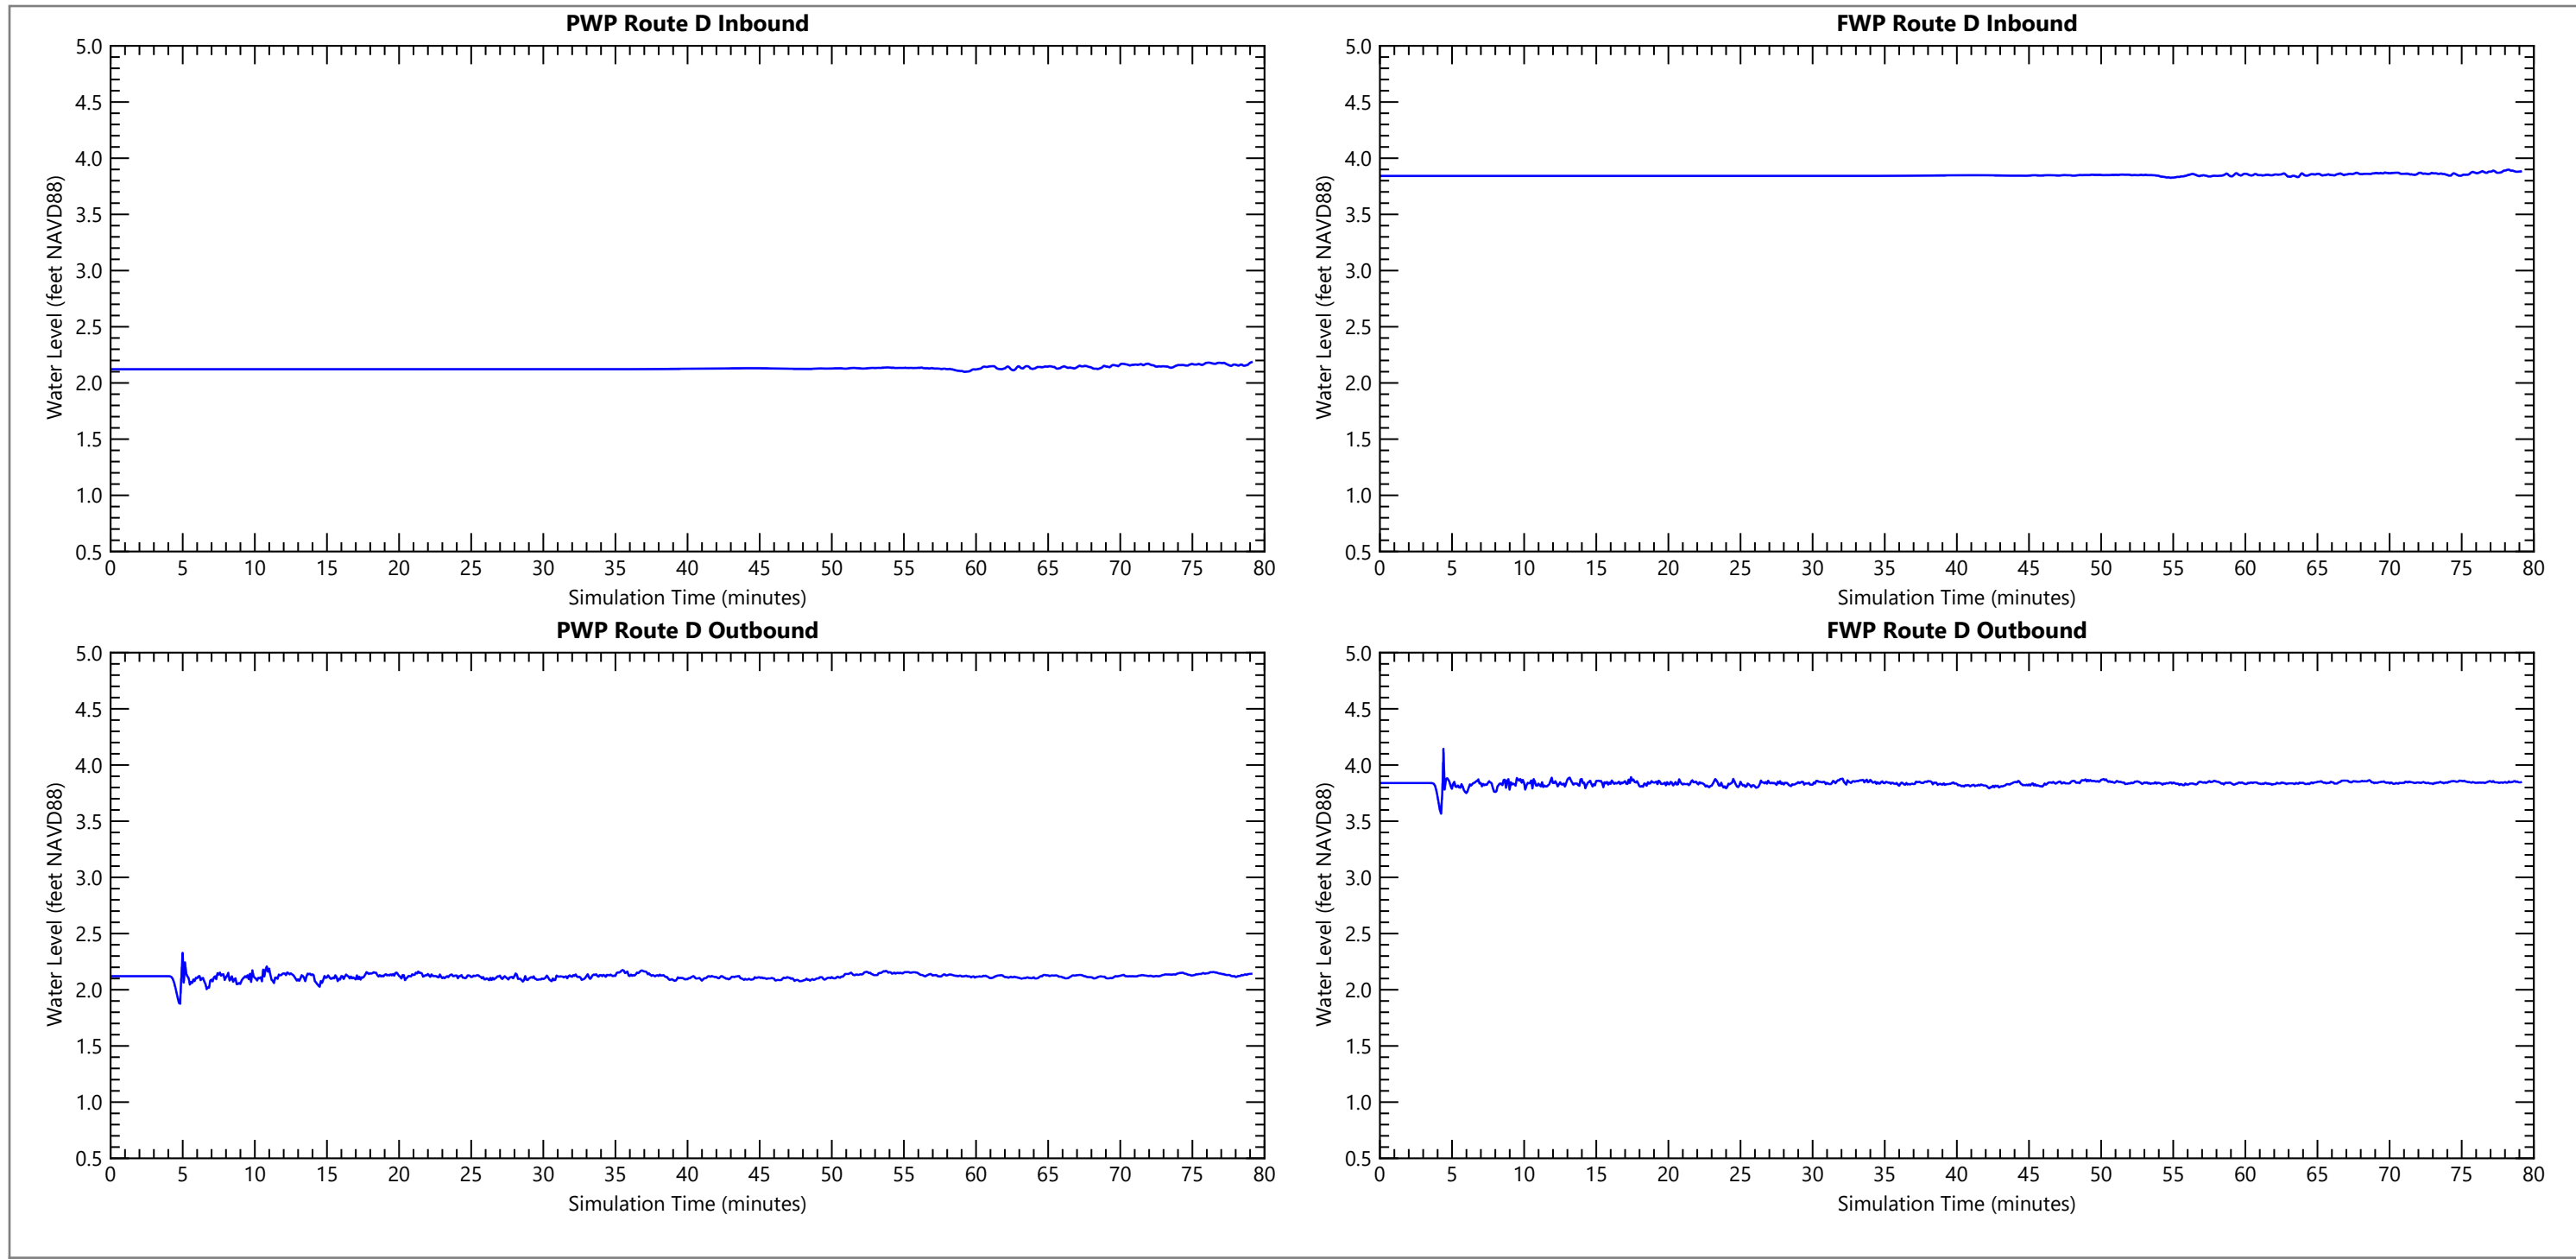 PWP Route D Inbound
5.0
4.5
4.0
3.5
3.0
2.5
2.0
1.5
1.0
0.5
Water Level (feet NAVD88)
0 5 10 15 20 25 30 35 40 45 50 55 60 65 70 75 80
Simulation Time (minutes)
FWP Route D Inbound
5.0
4.5
4.0
3.5
3.0
2.5
2.0
1.5
1.0
0.5
Water Level (feet NAVD88)
0 5 10 15 20 25 30 35 40 45 50 55 60 65 70 75 80
Simulation Time (minutes)
PWP Route D Outbound
5.0
4.5
4.0
3.5
3.0
2.5
2.0
1.5
1.0
0.5
Water Level (feet NAVD88)
0 5 10 15 20 25 30 35 40 45 50 55 60 65 70 75 80
Simulation Time (minutes)
FWP Route D Outbound
5.0
4.5
4.0
3.5
3.0
2.5
2.0
1.5
1.0
0.5
Water Level (feet NAVD88)
0 5 10 15 20 25 30 35 40 45 50 55 60 65 70 75 80
Simulation Time (minutes)